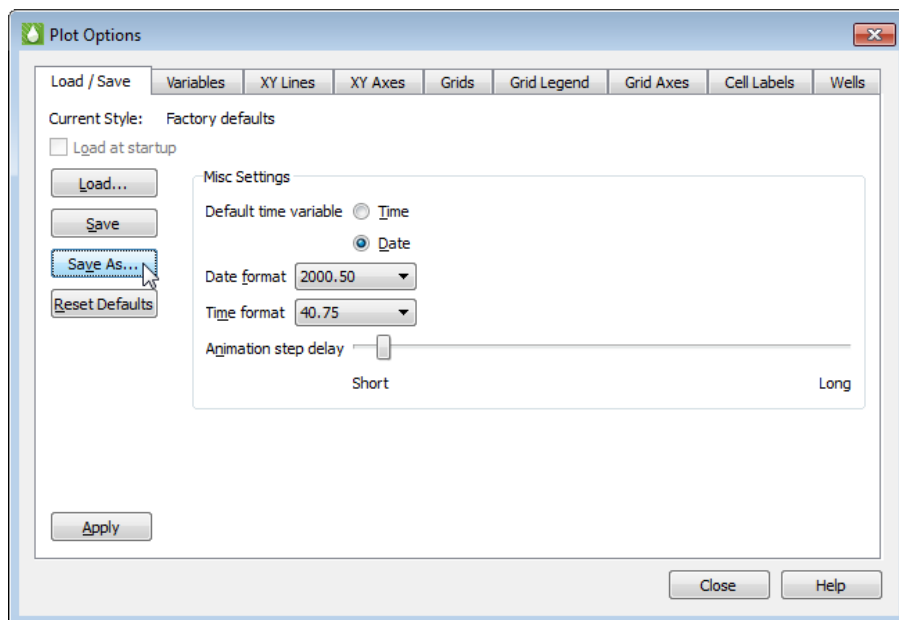 Plot Options
Load / Save Variables XY Lines XY Axes Grids Grid Legend Grid Axes Cell Labels Wells
Current Style: Factory defaults
Load at startup
Load...
Save
Save As...
Reset Defaults
Misc Settings
Default time variable Time
Date
Date format 2000.50
Time format 40.75
Animation step delay
Short Long
Apply
Close Help